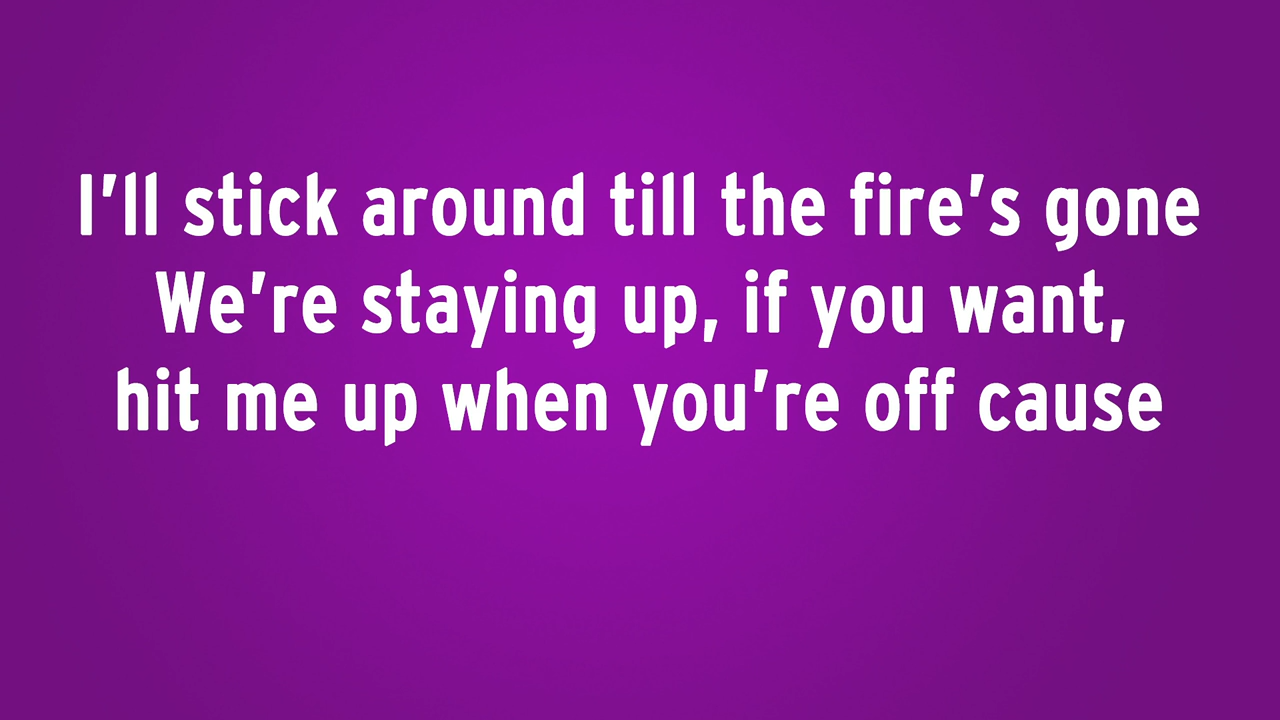 I'll stick around till the fire's gone
We're staying up, if you want,
hit me up when you're off cause